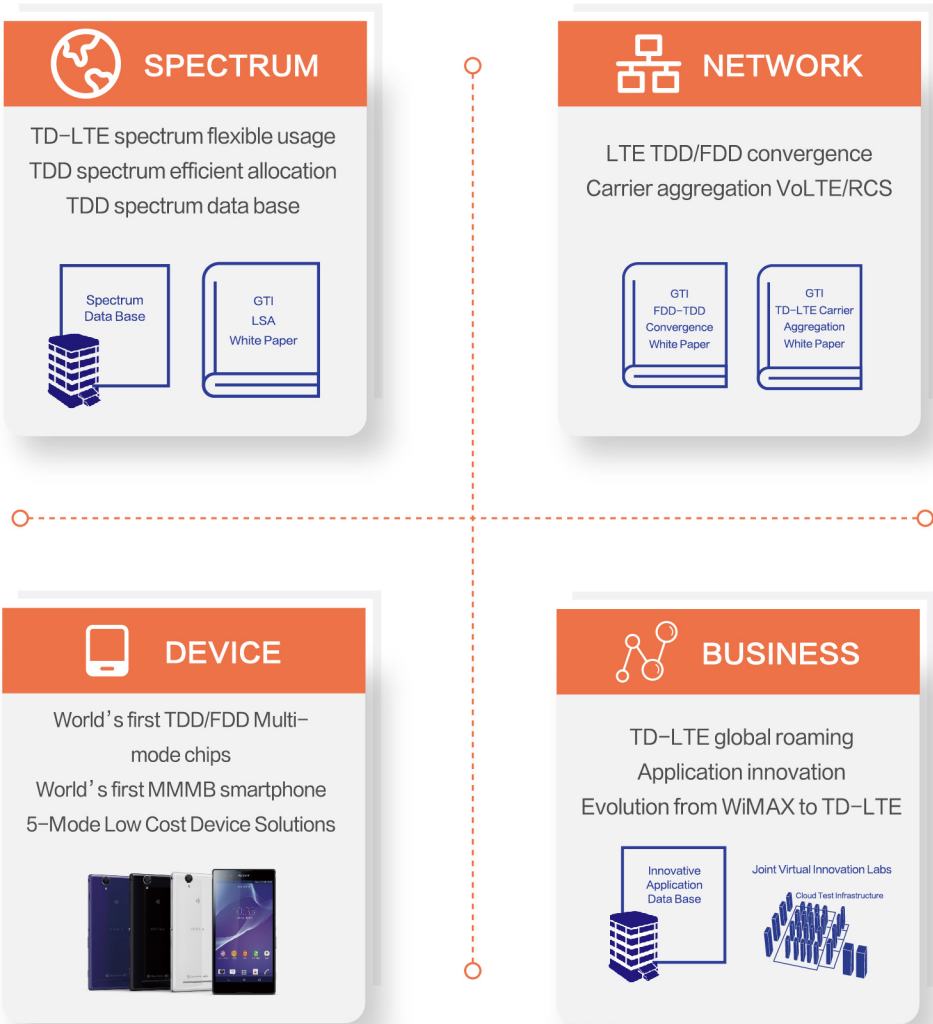 SPECTRUM
TD-LTE spectrum flexible usage
TDD spectrum efficient allocation
TDD spectrum data base
Spectrum
Data Base
GTI
LSA
White Paper
NETWORK
LTE TDD/FDD convergence
Carrier aggregation VoLTE/RCS
GTI
FDD-TDD
Convergence
White Paper
GTI
TD-LTE Carrier
Aggregation
White Paper
DEVICE
World's first TDD/FDD Multi-
mode chips
World's first MMMB smartphone
5-Mode Low Cost Device Solutions
SONY
BUSINESS
TD-LTE global roaming
Application innovation
Evolution from WiMAX to TD-LTE
Innovative
Application
Data Base
Joint Virtual Innovation Labs
Cloud Test Infrastructure